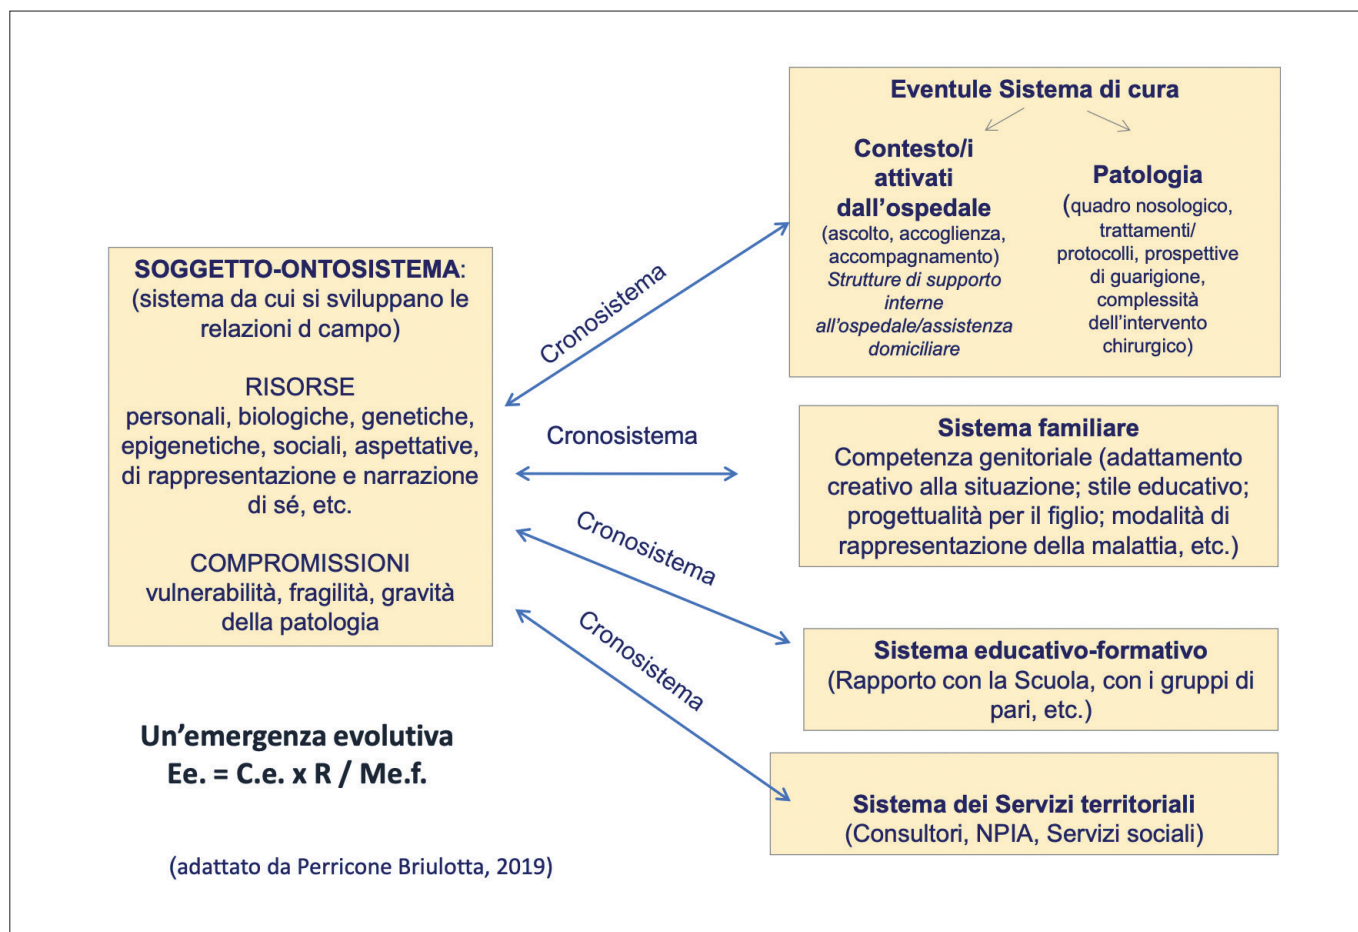 Eventule Sistema di cura
Contesto/i
attivati
dall’ospedale
(ascolto, accoglienza,
accompagnamento)
Strutture di supporto
interne
all’ospedale/assistenza
domiciliare
Patologia
(quadro nosologico,
trattamenti/
protocolli, prospettive
di guarigione,
complessità
dell’intervento
chirurgico)
SOGGETTO-ONTOSISTEMA:
(sistema da cui si sviluppano le
relazioni d campo)
RISORSE
personali, biologiche, genetiche,
epigenetiche, sociali, aspettative,
di rappresentazione e narrazione
di sé, etc.
COMPROMISSIONI
vulnerabilità, fragilità, gravità
della patologia
Cronosistema
Cronosistema
Cronosistema
Cronosistema
Sistema familiare
Competenza genitoriale (adattamento
creativo alla situazione; stile educativo;
progettualità per il figlio; modalità di
rappresentazione della malattia, etc.)
Sistema educativo-formativo
(Rapporto con la Scuola, con i gruppi di
pari, etc.)
Sistema dei Servizi territoriali
(Consultori, NPIA, Servizi sociali)
Un’emergenza evolutiva
Ee. = C.e. x R / Me.f.
(adattato da Perricone Briulotta, 2019)